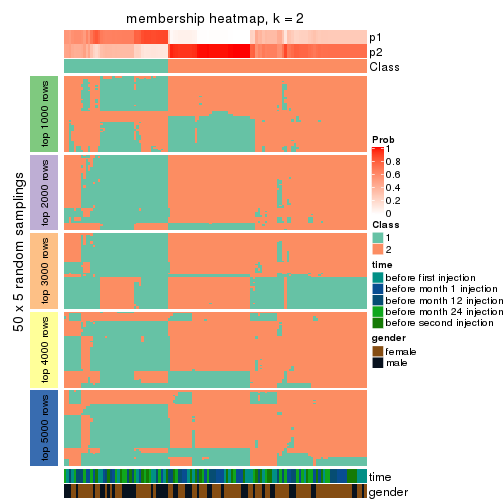 membership heatmap, k = 2
p1
p2
Class
50 x 5 random samplings
top 1000 rows
top 2000 rows
top 3000 rows
top 4000 rows
top 5000 rows
Prob
1
0.8
0.6
0.4
0.2
0
Class
1
2
time
before first injection
before month 1 injection
before month 12 injection
before month 24 injection
before second injection
gender
female
male
time
gender